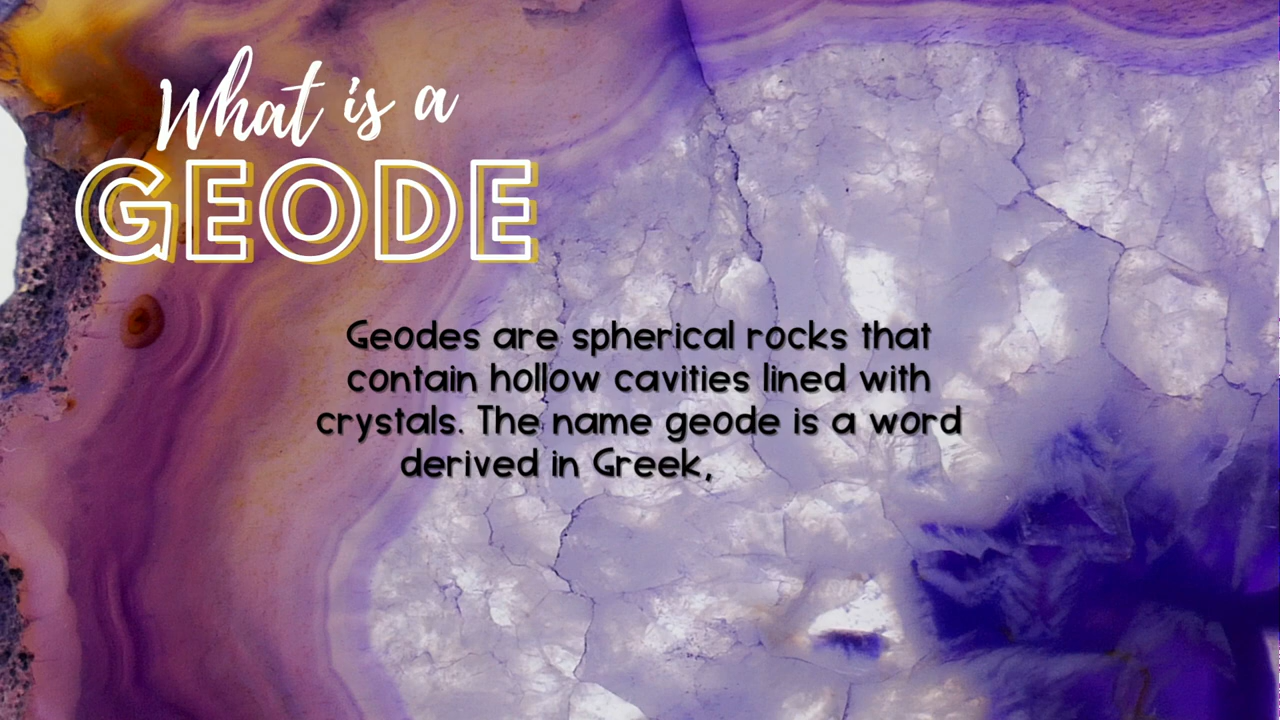 What is a
GEODE
Geodes are spherical rocks that
contain hollow cavities lined with
crystals. The name geode is a word
derived in Greek,